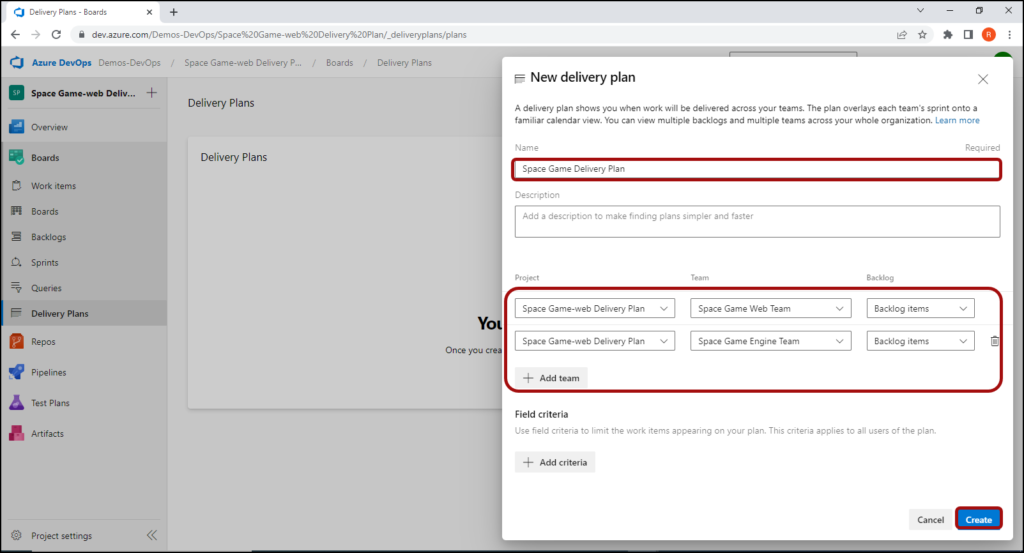 Delivery Plans - Boards
dev.azure.com/Demos-DevOps/Space%20Game-web%20Delivery%20Plan/_deliveryplans/plans
R
Azure DevOps Demos-DevOps / Space Game-web Delivery P... / Boards / Delivery Plans
SP Space Game-web Deliv...
Overview
Boards
Work items
Boards
Backlogs
Sprints
Queries
Delivery Plans
Repos
Pipelines
Test Plans
Artifacts
Project settings
Delivery Plans
Delivery Plans
You
Once you crea
New delivery plan
A delivery plan shows you when work will be delivered across your teams. The plan overlays each team's sprint onto a
familiar calendar view. You can view multiple backlogs and multiple teams across your whole organization. Learn more
Name Required
Space Game Delivery Plan
Description
Add a description to make finding plans simpler and faster
Project Team Backlog
Space Game-web Delivery Plan Space Game Web Team Backlog items
Space Game-web Delivery Plan Space Game Engine Team Backlog items
Add team
Field criteria
Use field criteria to limit the work items appearing on your plan. This criteria applies to all users of the plan.
Add criteria
Cancel Create